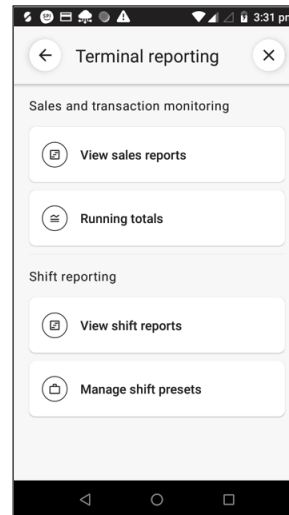 3:31 pm
Terminal reporting
Sales and transaction monitoring
View sales reports
Running totals
Shift reporting
View shift reports
Manage shift presets